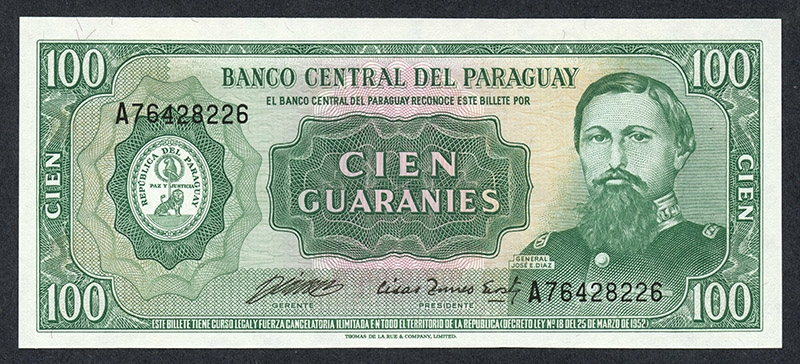 100
100
BANCO CENTRAL DEL PARAGUAY
EL BANCO CENTRAL DEL PARAGUAY RECONOCE ESTE BILLETE POR
A76428226
REPUBLICA DEL PARAGUAY
PAZ Y JUSTICIA
CIEN
CIEN
GUARANIES
CIEN
GENERAL
JOSE E. DIAZ
GERENTE
PRESIDENTE
A76428226
100
100
ESTE BILLETE TIENE CURSO LEGAL Y FUERZA CANCELATORIA ILIMITADA EN TODO EL TERRITORIO DE LA REPUBLICA (DECRETO LEY Nº 18 DEL 25 DE MARZO DE 1952)
THOMAS DE LA RUE & COMPANY, LIMITED.